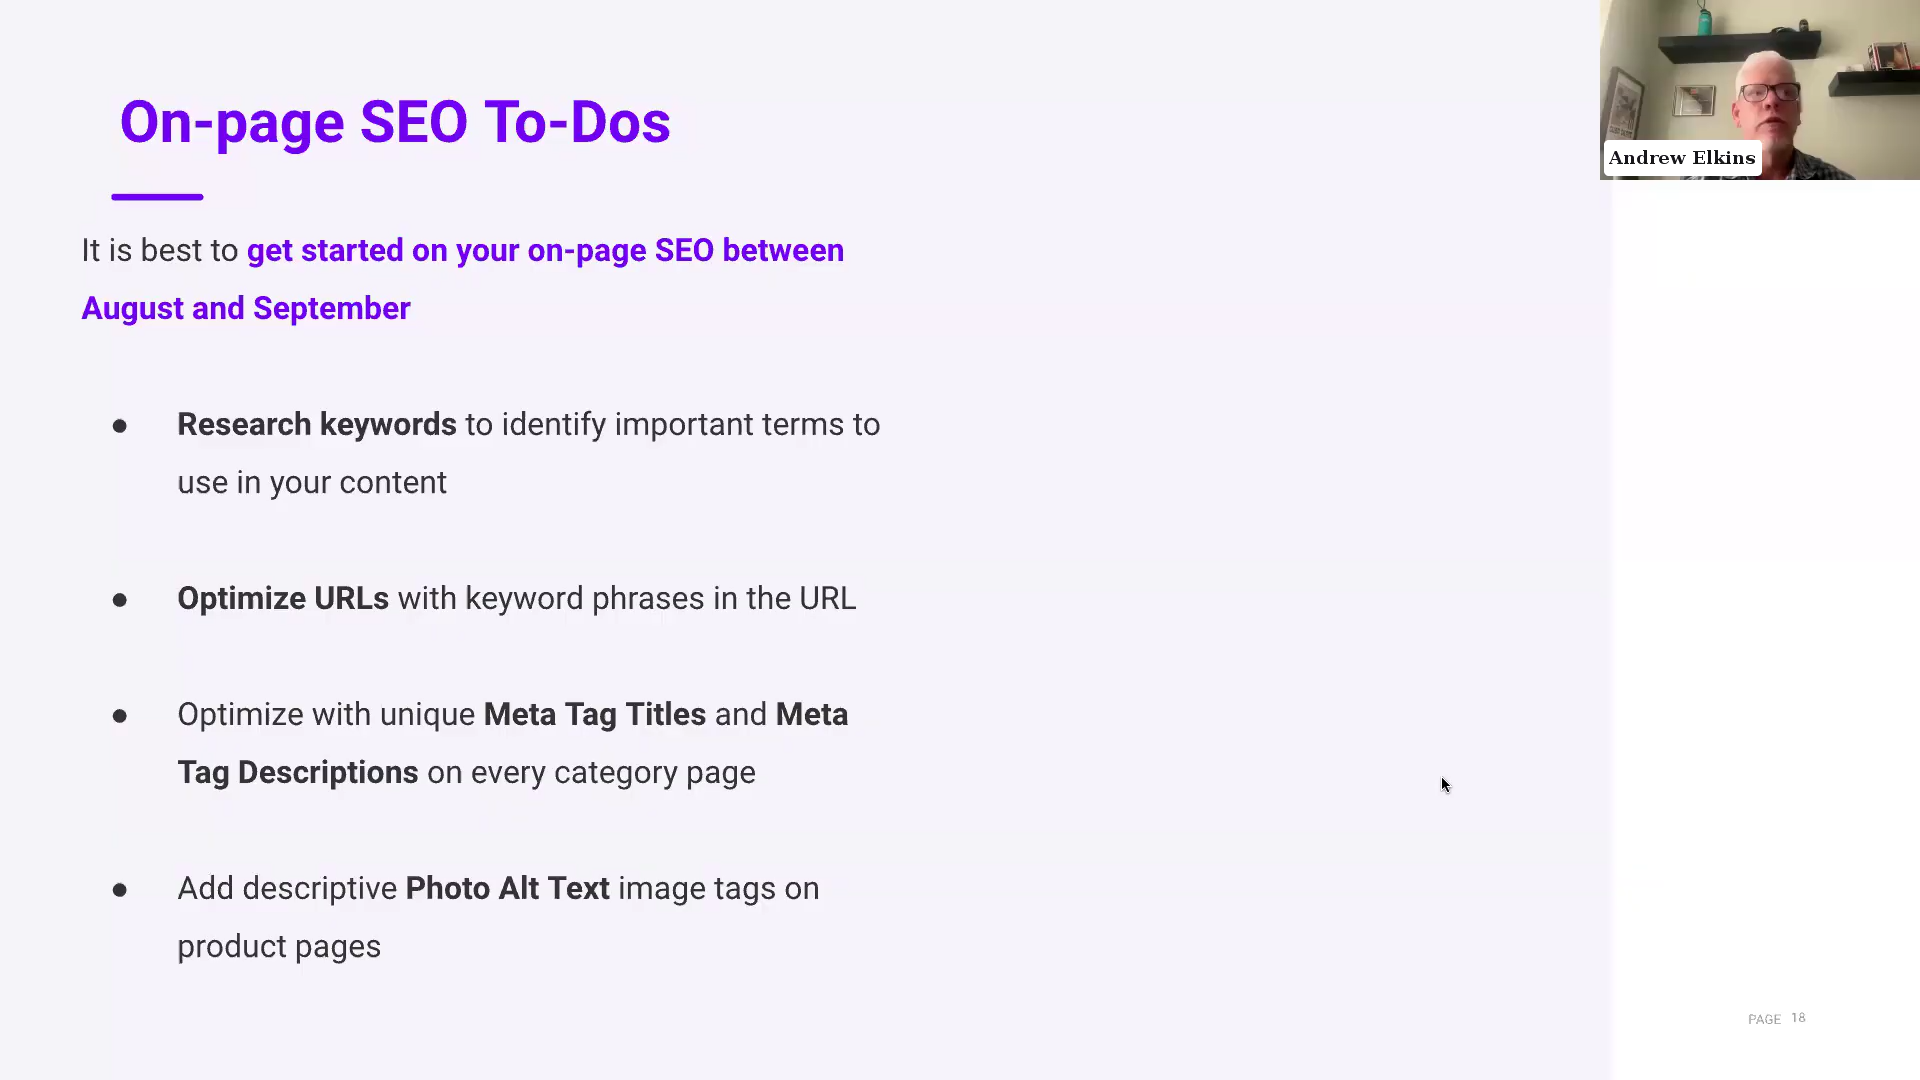 On-page SEO To-Dos
Andrew Elkins
It is best to get started on your on-page SEO between
August and September
● Research keywords to identify important terms to
use in your content
● Optimize URLs with keyword phrases in the URL
● Optimize with unique Meta Tag Titles and Meta
Tag Descriptions on every category page
● Add descriptive Photo Alt Text image tags on
product pages
PAGE 18